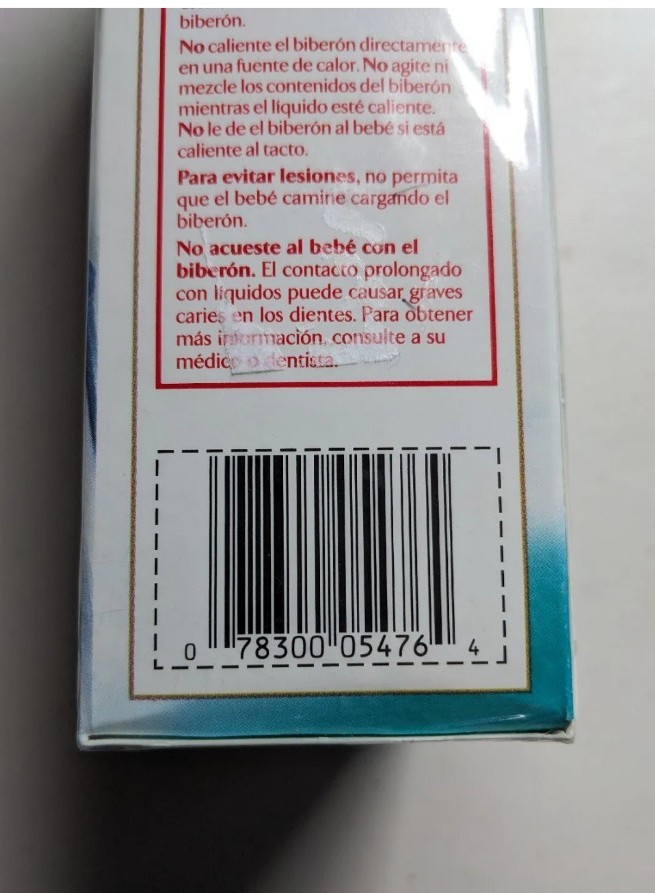 biberón.
No caliente el biberón directamente
en una fuente de calor. No agite ni
mezcle los contenidos del biberón
mientras el líquido esté caliente.
No le de el biberón al bebé si está
caliente al tacto.
Para evitar lesiones, no permita
que el bebé camine cargando el
biberón.
No acueste al bebé con el
biberón. El contacto prolongado
con líquidos puede causar graves
caries en los dientes. Para obtener
más información, consulte a su
médico o dentista.
0 78300 05476 4